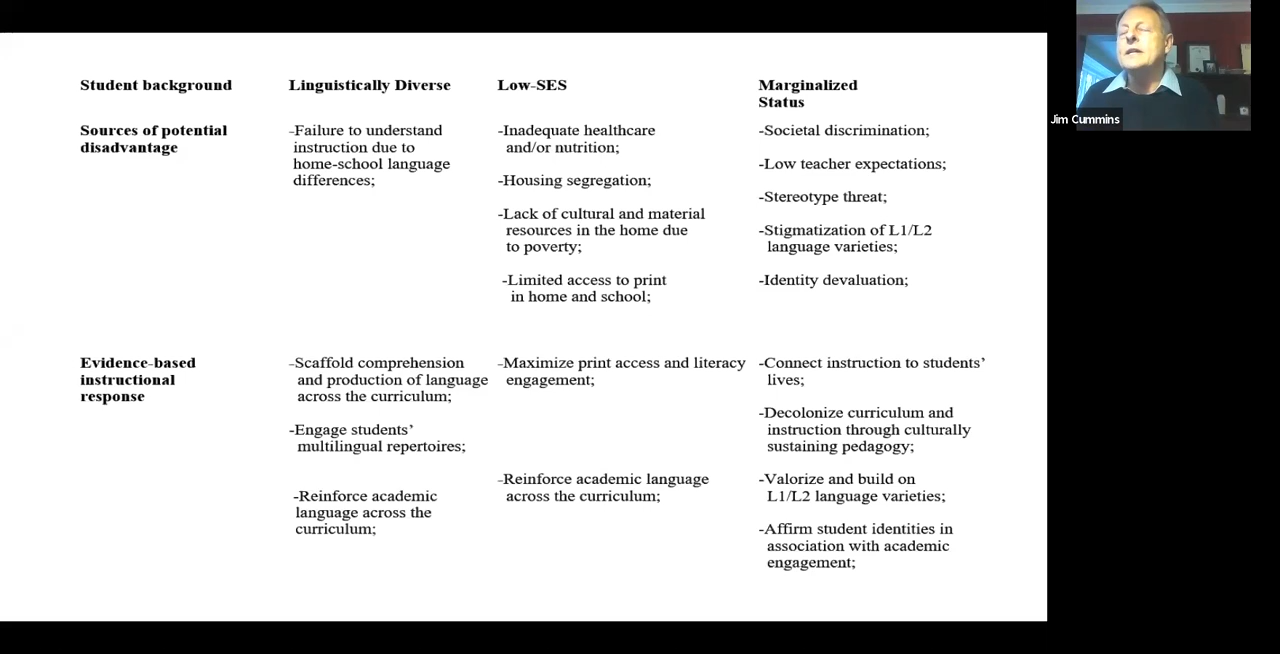 Student background
Linguistically Diverse
Low-SES
Marginalized
Status
Sources of potential
disadvantage
-Failure to understand
instruction due to
home-school language
differences;
-Inadequate healthcare
and/or nutrition;
-Housing segregation;
-Lack of cultural and material
resources in the home due
to poverty;
-Limited access to print
in home and school;
-Societal discrimination;
-Low teacher expectations;
-Stereotype threat;
-Stigmatization of L1/L2
language varieties;
-Identity devaluation;
Evidence-based
instructional
response
-Scaffold comprehension
and production of language
across the curriculum;
-Engage students’
multilingual repertoires;
-Reinforce academic
language across the
curriculum;
-Maximize print access and literacy
engagement;
-Reinforce academic language
across the curriculum;
-Connect instruction to students’
lives;
-Decolonize curriculum and
instruction through culturally
sustaining pedagogy;
-Valorize and build on
L1/L2 language varieties;
-Affirm student identities in
association with academic
engagement;
Jim Cummins